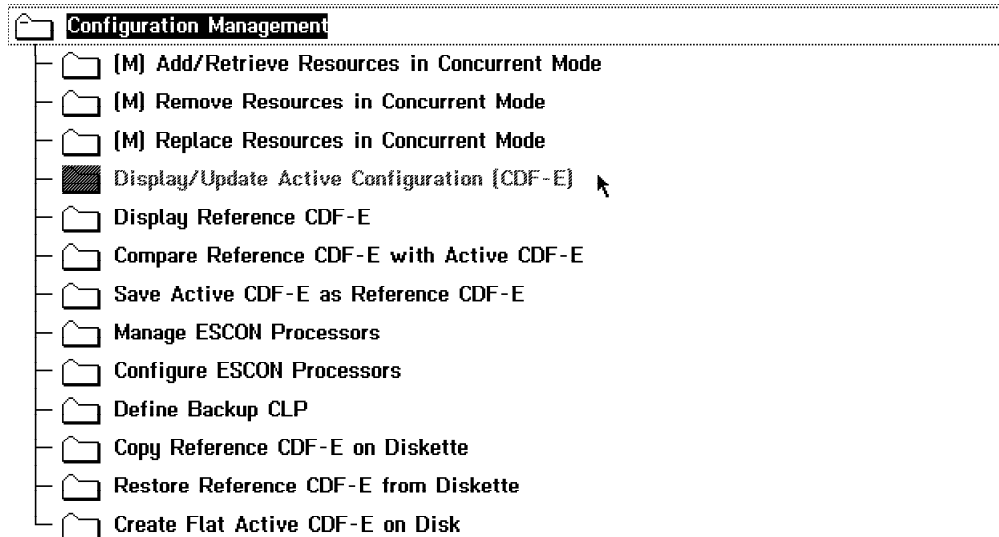 Configuration Management
(M) Add/Retrieve Resources in Concurrent Mode
(M) Remove Resources in Concurrent Mode
(M) Replace Resources in Concurrent Mode
Display/Update Active Configuration (CDF-E)
Display Reference CDF-E
Compare Reference CDF-E with Active CDF-E
Save Active CDF-E as Reference CDF-E
Manage ESCON Processors
Configure ESCON Processors
Define Backup CLP
Copy Reference CDF-E on Diskette
Restore Reference CDF-E from Diskette
Create Flat Active CDF-E on Disk